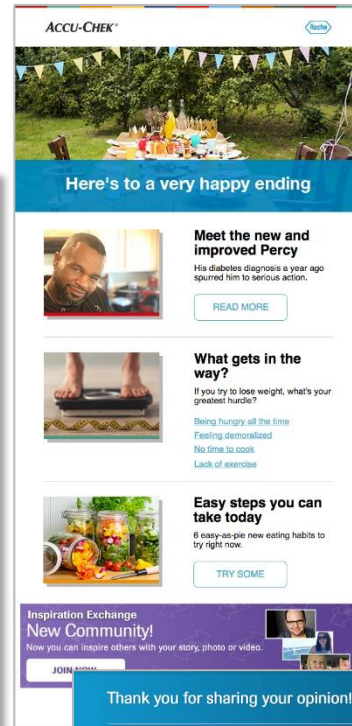 ACCU-CHEK®
Roche
Here's to a very happy ending
Meet the new and
improved Percy
His diabetes diagnosis a year ago
spurred him to serious action.
READ MORE
What gets in the
way?
If you try to lose weight, what's your
greatest hurdle?
Being hungry all the time
Feeling demoralized
No time to cook
Lack of exercise
Easy steps you can
take today
6 easy-as-pie new eating habits to
try right now.
TRY SOME
Inspiration Exchange
New Community!
Now you can inspire others with your story, photo or video.
JOIN NOW
Thank you for sharing your opinion!